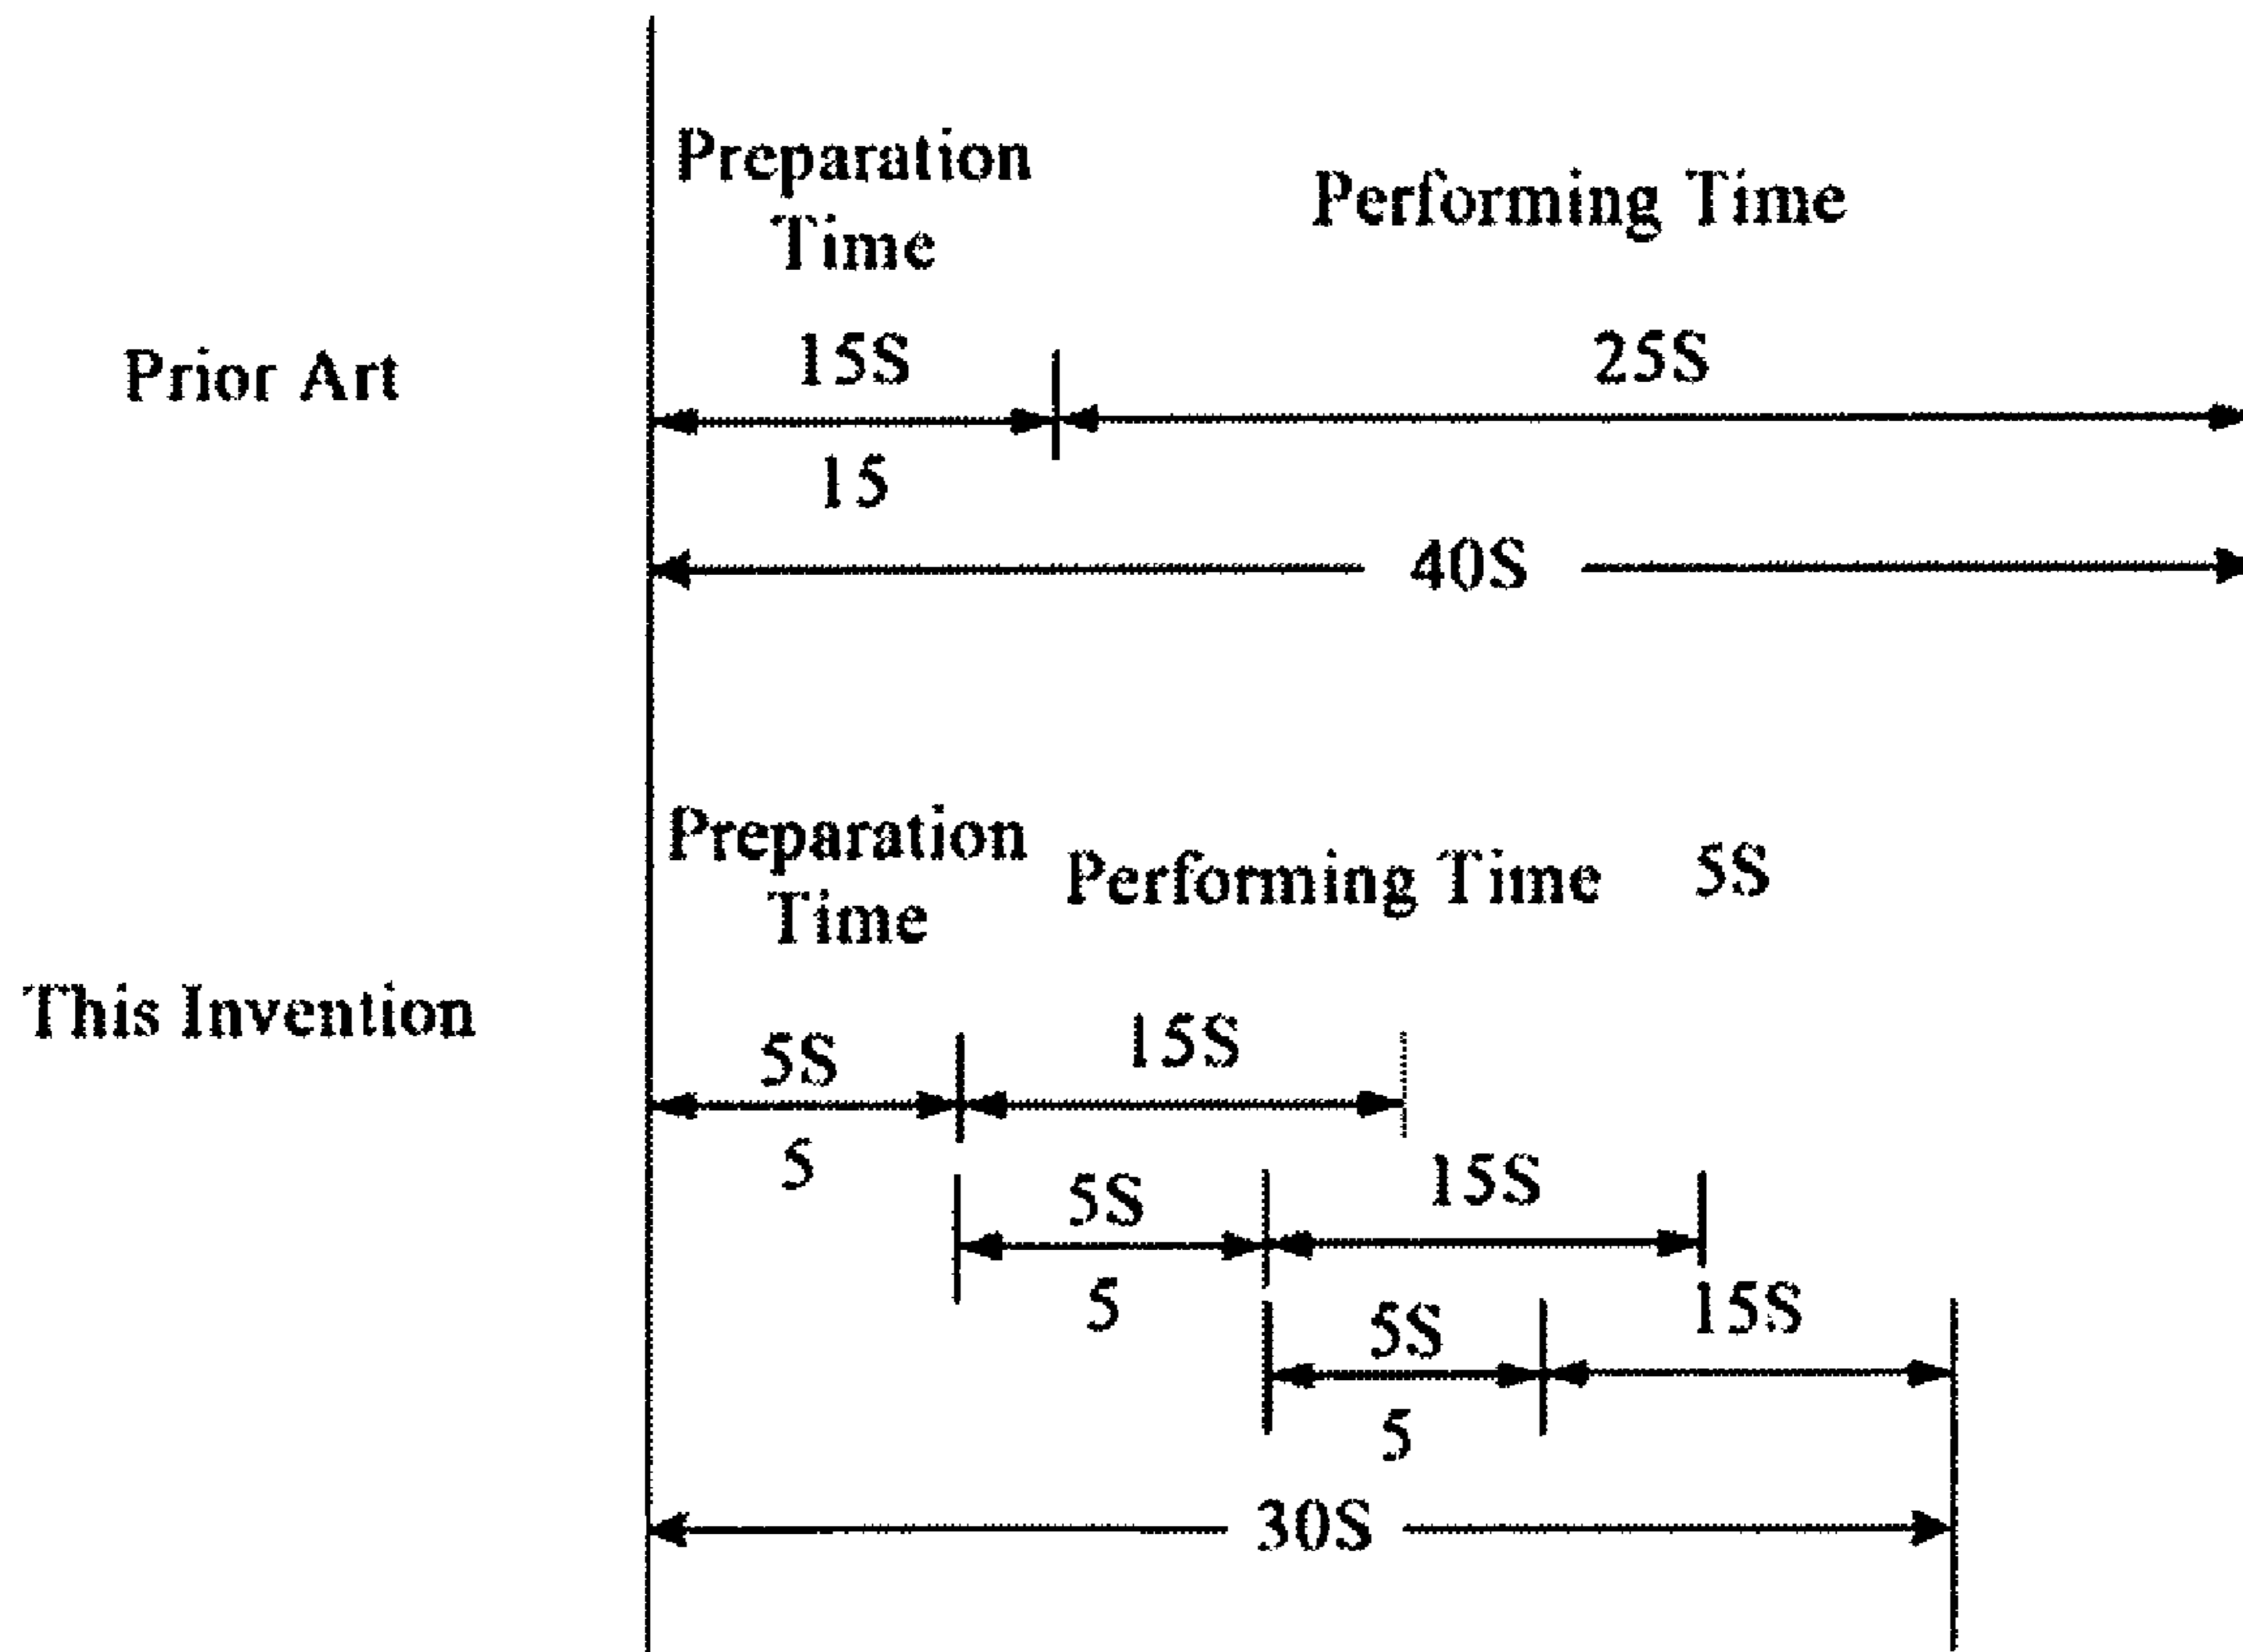 Preparation
Time
Performing Time
Prior Art
15S
25S
15
40S
Preparation
Time
Performing Time
5S
This Invention
5S
15S
5
5S
15S
5
5S
15S
5
30S